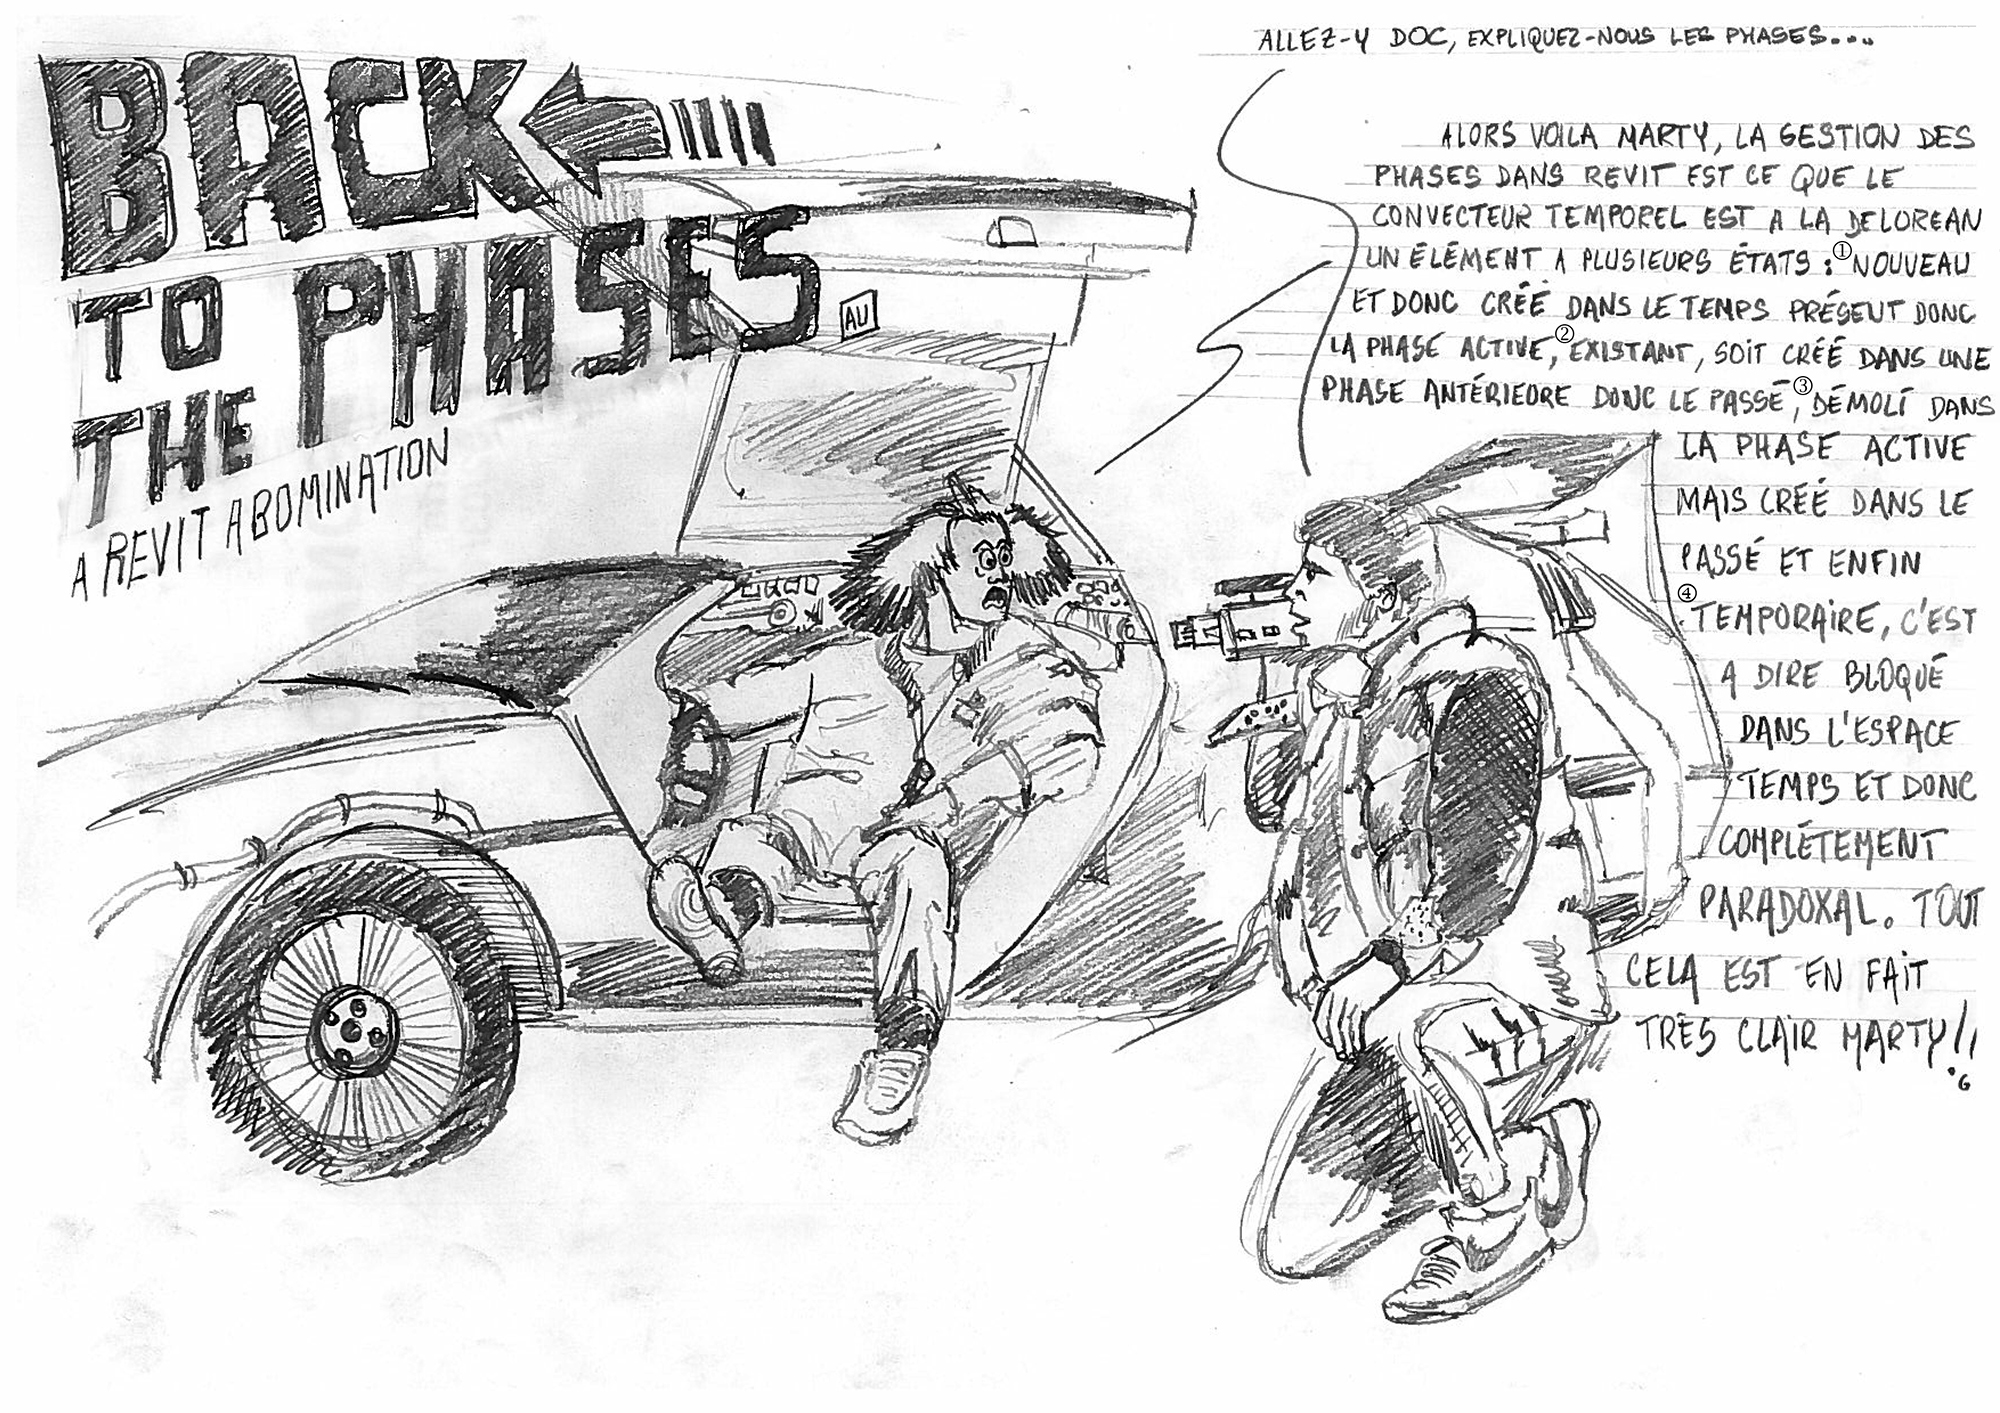 BACK
TO THE PHASES
AU
A REVIT ABOMINATION
ALLEZ-Y DOC, EXPLIQUEZ-NOUS LES PHASES....
ALORS VOILA MARTY, LA GESTION DES
PHASES DANS REVIT EST CE QUE LE
CONVECTEUR TEMPOREL EST A LA DELOREAN
UN ÉLÉMENT A PLUSIEURS ÉTATS : ① NOUVEAU
ET DONC CRÉÉ DANS LE TEMPS PRÉSEUT DONC
LA PHASE ACTIVE, ② EXISTANT, SOIT CRÉÉ DANS UNE
PHASE ANTÉRIEORE DONC LE PASSÉ, ③ DÉMOLÍ DANS
LA PHASE ACTIVE
MAIS CRÉÉ DANS LE
PASSÉ ET ENFIN
④ TEMPORAIRE, C'EST
A DIRE BLOQUÉ
DANS L'ESPACE
TEMPS ET DONC
COMPLÉTEMENT
PARADOXAL. TOUT
CELA EST EN FAIT
TRÈS CLAIR MARTY!!